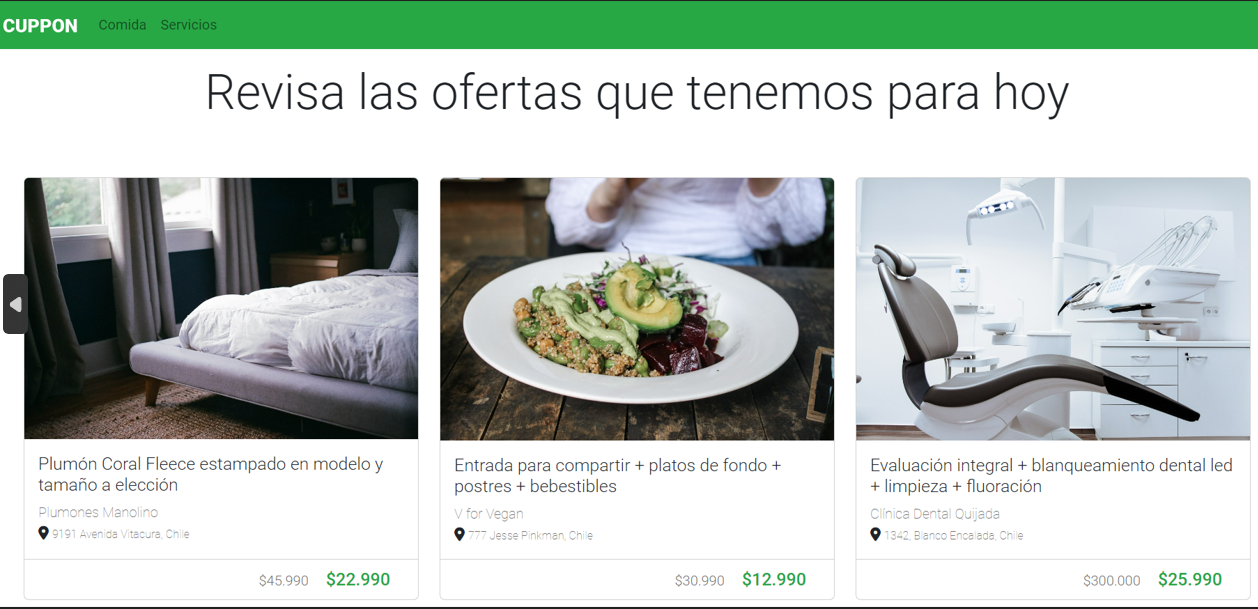 CUPPON Comida Servicios
Revisa las ofertas que tenemos para hoy
Plumón Coral Fleece estampado en modelo y
tamaño a elección
Plumones Manolino
9191 Avenida Vitacura, Chile
$45.990 $22.990
Entrada para compartir + platos de fondo +
postres + bebestibles
V for Vegan
777 Jesse Pinkman, Chile
$30.990 $12.990
Evaluación integral + blanqueamiento dental led
+ limpieza + fluoración
Clínica Dental Quijada
1342, Blanco Encalada, Chile
$300.000 $25.990